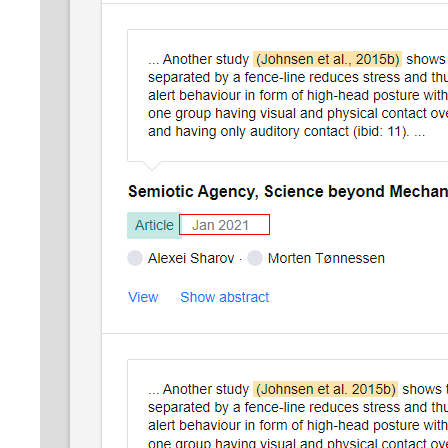 ... Another study (Johnsen et al., 2015b) shows
separated by a fence-line reduces stress and thu
alert behaviour in form of high-head posture with
one group having visual and physical contact ove
and having only auditory contact (ibid: 11). ...
Semiotic Agency, Science beyond Mechan
Article Jan 2021
Alexei Sharov · Morten Tønnessen
View Show abstract
... Another study (Johnsen et al. 2015b) shows t
separated by a fence-line reduces stress and thu
alert behaviour in form of high-head posture with
one group having visual and physical contact ove